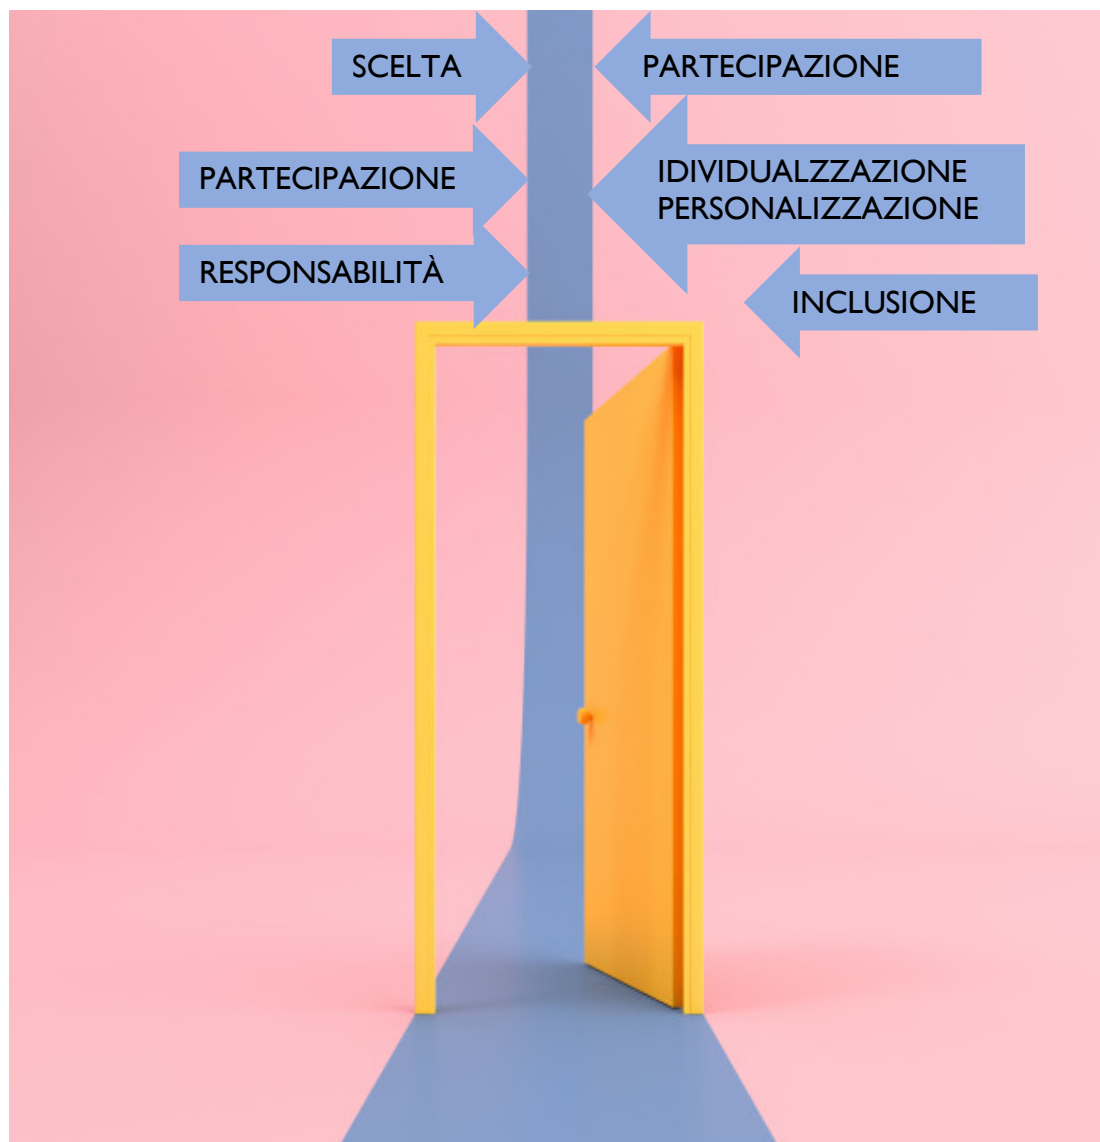 SCELTA
PARTECIPAZIONE
PARTECIPAZIONE
IDIVIDUALZZAZIONE
PERSONALIZZAZIONE
RESPONSABILITÀ
INCLUSIONE